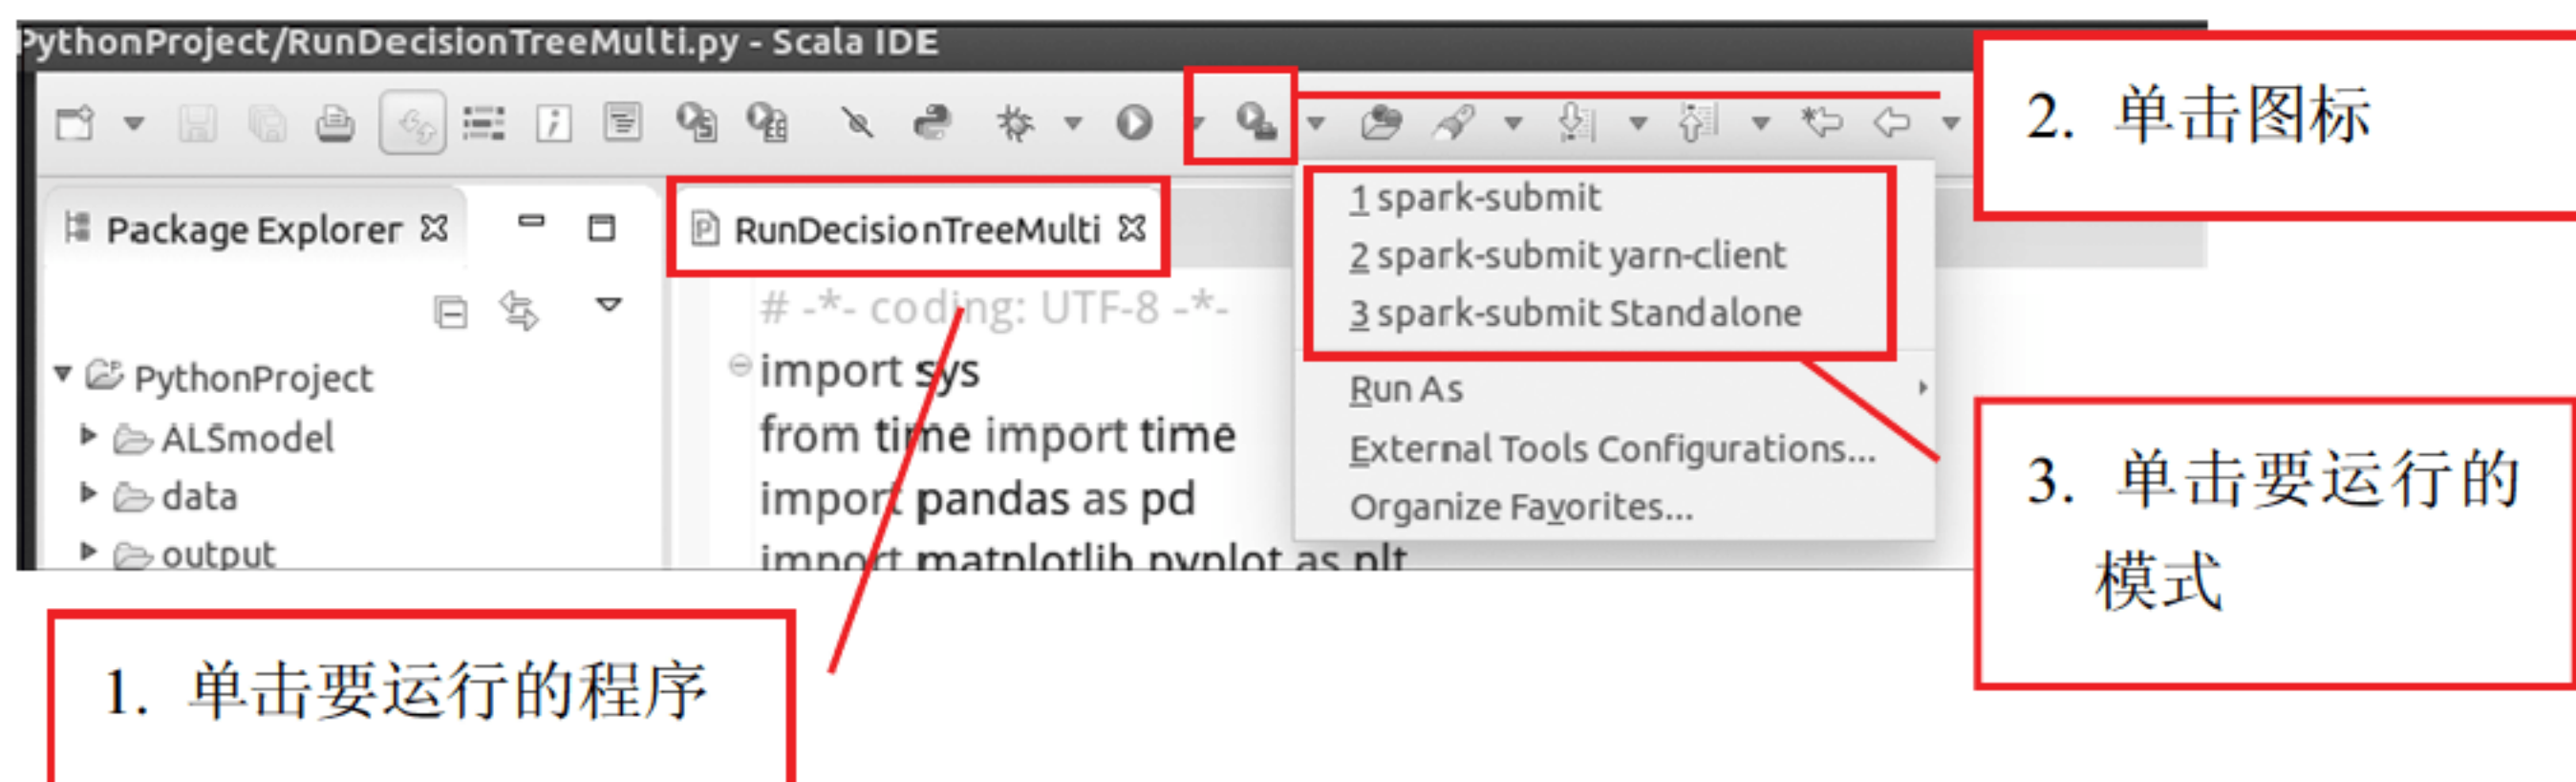 PythonProject/RunDecisionTreeMulti.py - Scala IDE
2. 单击图标
Package Explorer
RunDecisionTreeMulti
1 spark-submit
2 spark-submit yarn-client
3 spark-submit Standalone
Run As
External Tools Configurations...
Organize Favorites...
# -*- coding: UTF-8 -*-
import sys
from time import time
import pandas as pd
import matplotlib.pyplot as plt
PythonProject
ALSmodel
data
output
3. 单击要运行的
模式
1. 单击要运行的程序